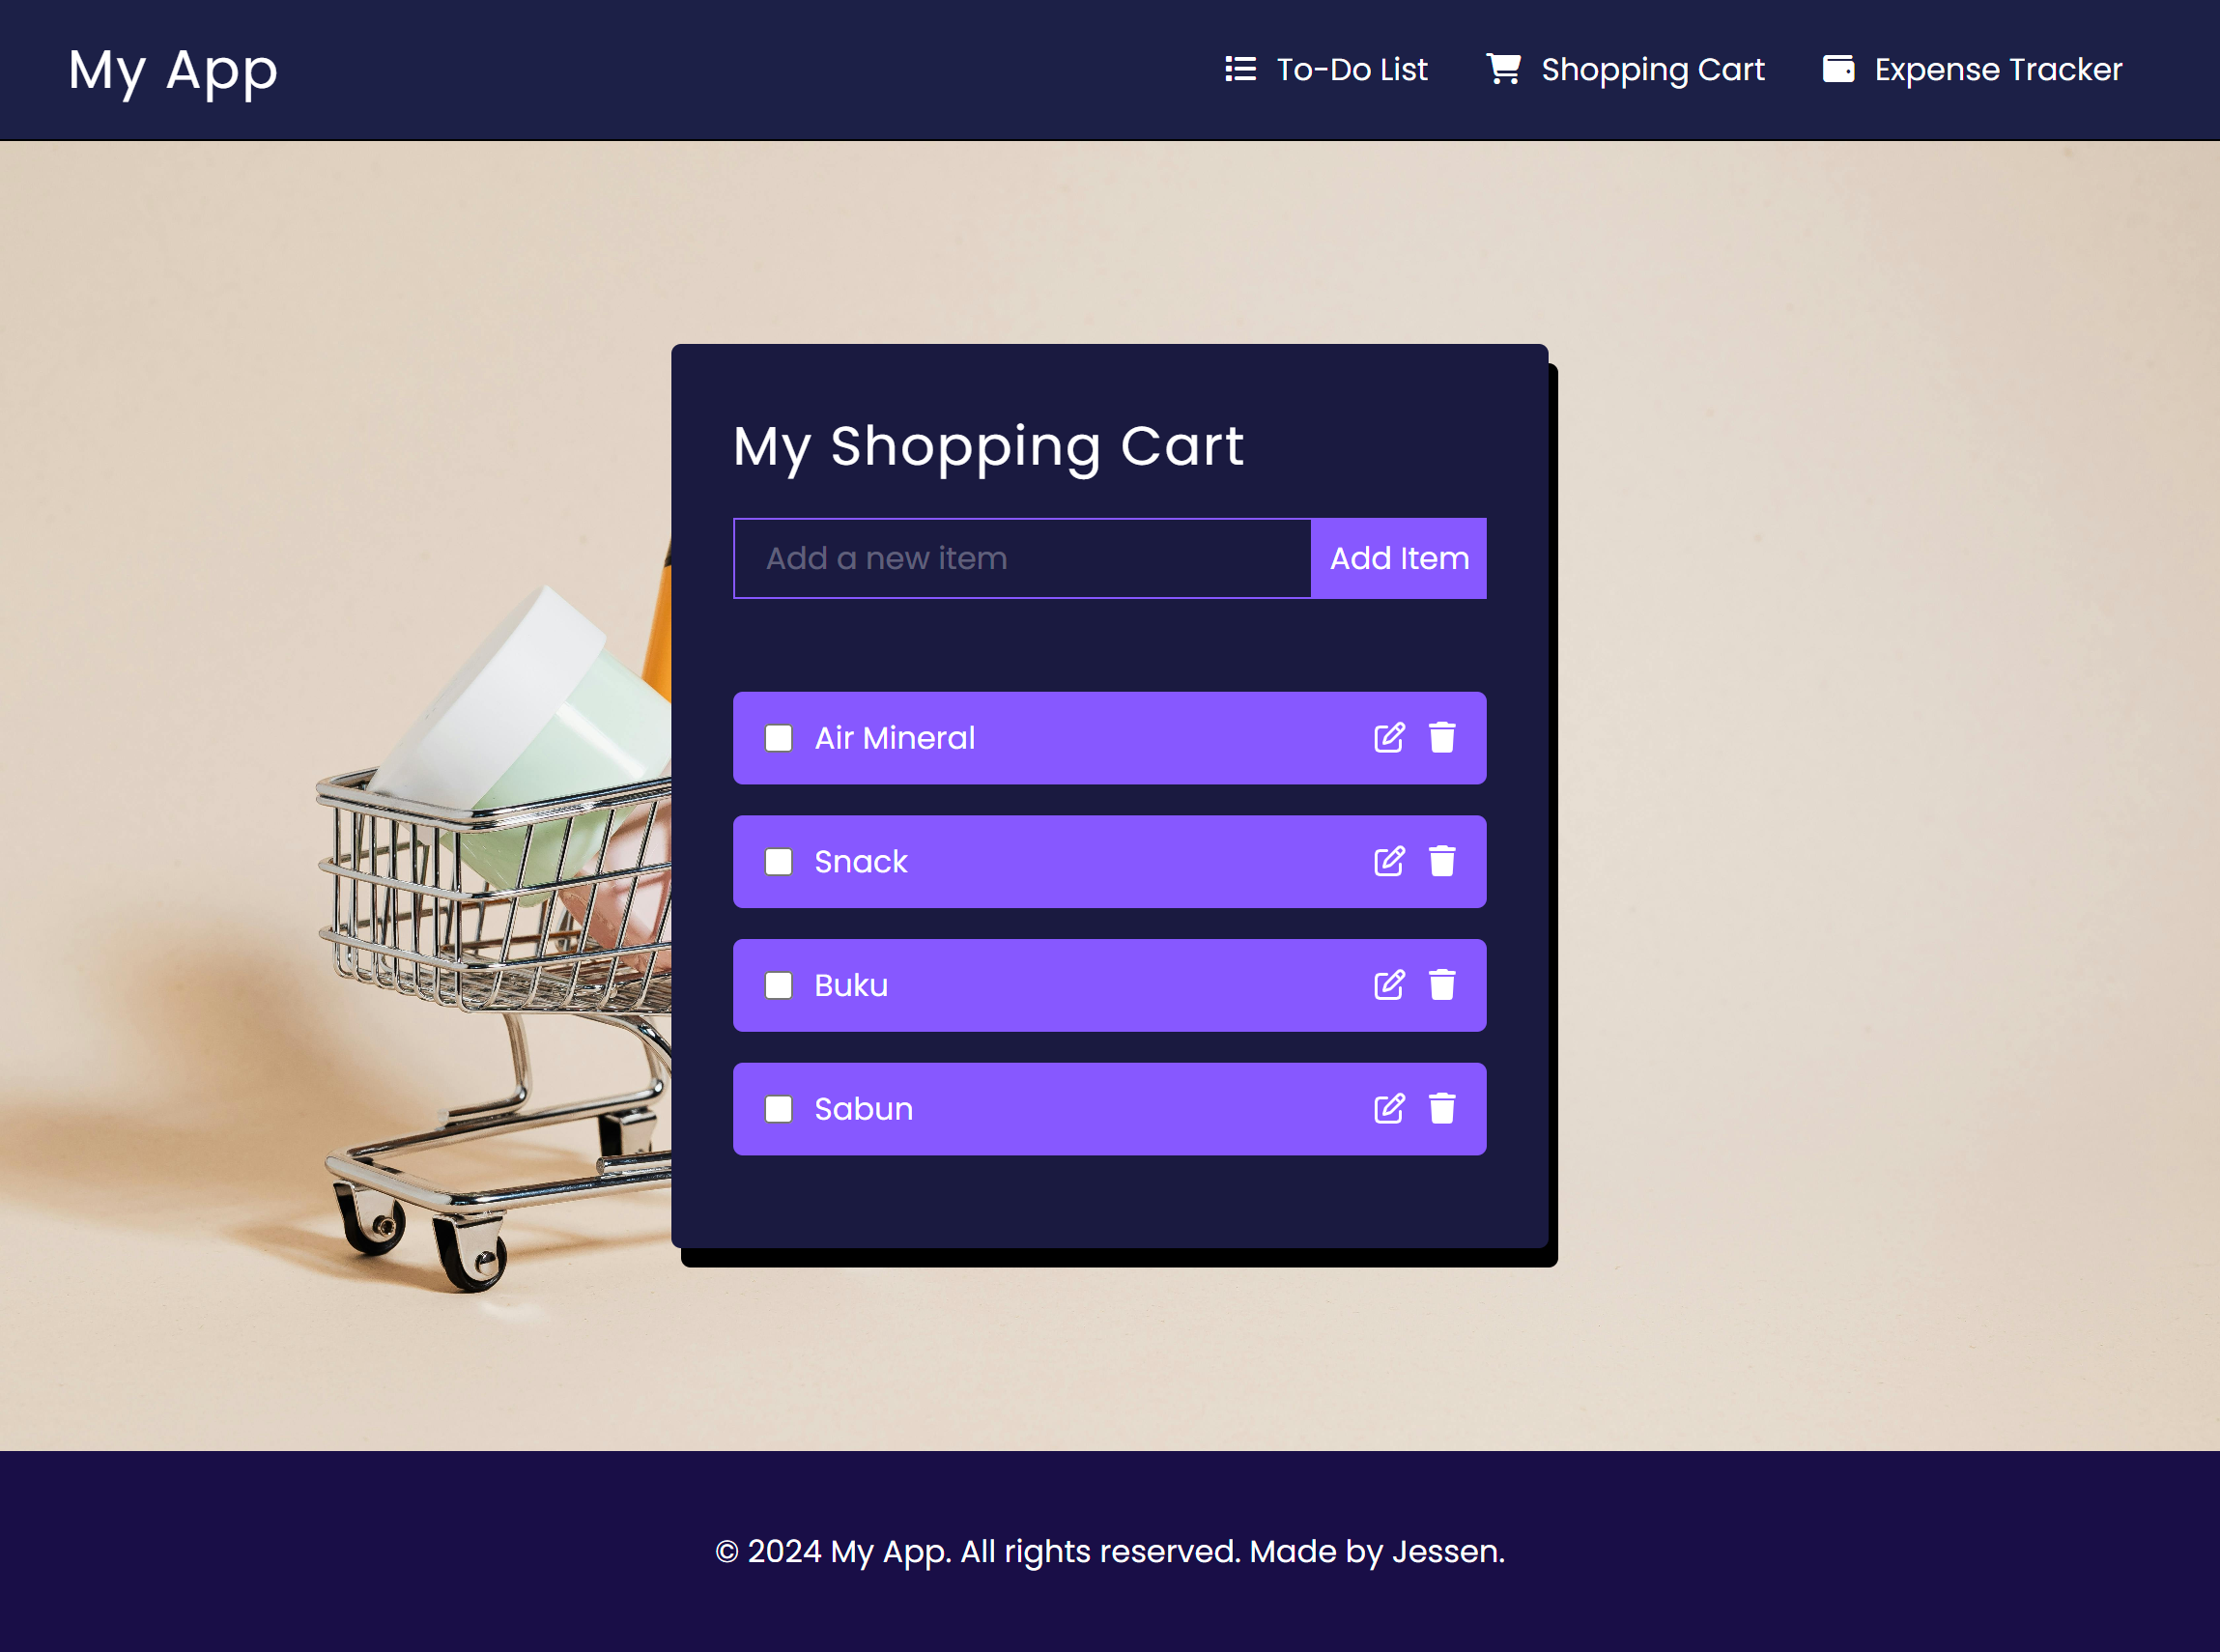 My App
To-Do List
Shopping Cart
Expense Tracker
My Shopping Cart
Add a new item
Add Item
Air Mineral
Snack
Buku
Sabun
© 2024 My App. All rights reserved. Made by Jessen.